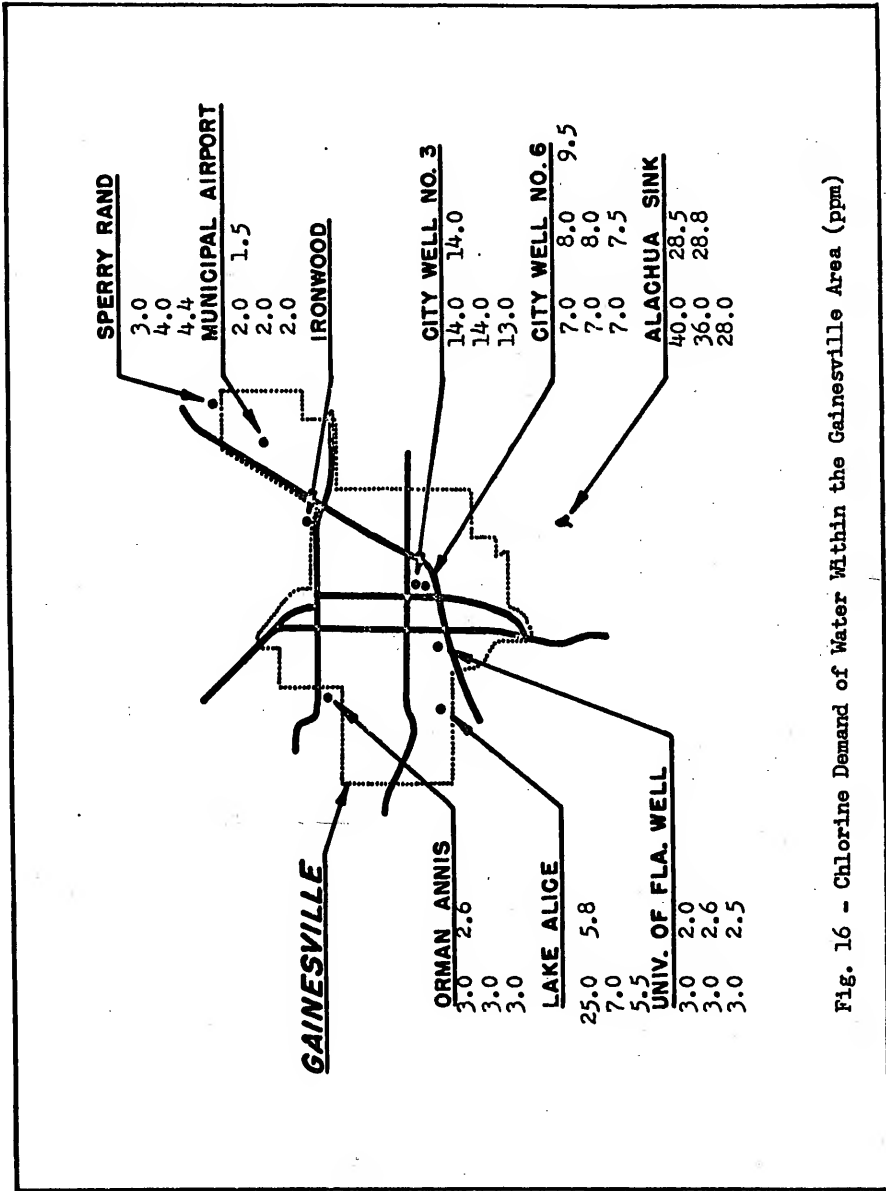 SPERRY RAND
3.0
4.0
4.4
MUNICIPAL AIRPORT
2.0 1.5
2.0
2.0
IRONWOOD
CITY WELL NO. 3
14.0 14.0
14.0
13.0
CITY WELL NO. 6
7.0 8.0 9.5
7.0 8.0
7.0 7.5
ALACHUA SINK
40.0 28.5
36.0 28.8
28.0
GAINESVILLE
ORMAN ANNIS
3.0 2.6
3.0
3.0
LAKE ALICE
25.0 5.8
7.0
5.5
UNIV. OF FLA. WELL
3.0 2.0
3.0 2.6
3.0 2.5
Fig. 16 - Chlorine Demand of Water Within the Gainesville Area (ppm)